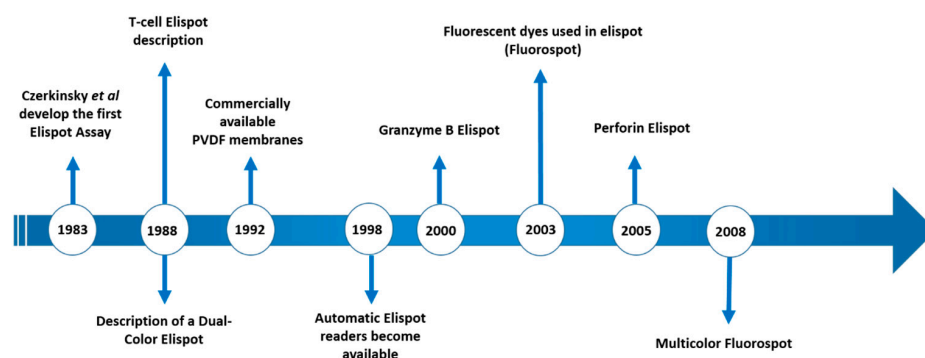 T-cell Elispot
description
Fluorescent dyes used in elispot
(Fluorospot)
Czerkinsky et al
develop the first
Elispot Assay
Commercially
available
PVDF membranes
Granzyme B Elispot
Perforin Elispot
1983
1988
1992
1998
2000
2003
2005
2008
Description of a Dual-
Color Elispot
Automatic Elispot
readers become
available
Multicolor Fluorospot